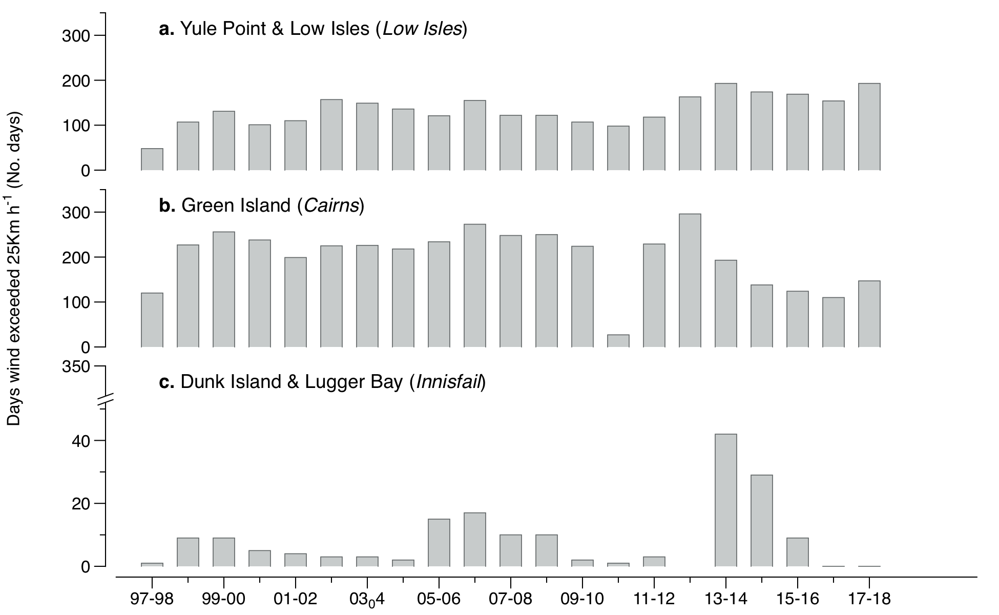 Days wind exceeded 25Km h-1 (No. days)
a. Yule Point & Low Isles (Low Isles)
300
200
100
0
b. Green Island (Cairns)
300
200
100
0
350
c. Dunk Island & Lugger Bay (Innisfail)
40
20
0
97-98 99-00 01-02 0304 05-06 07-08 09-10 11-12 13-14 15-16 17-18